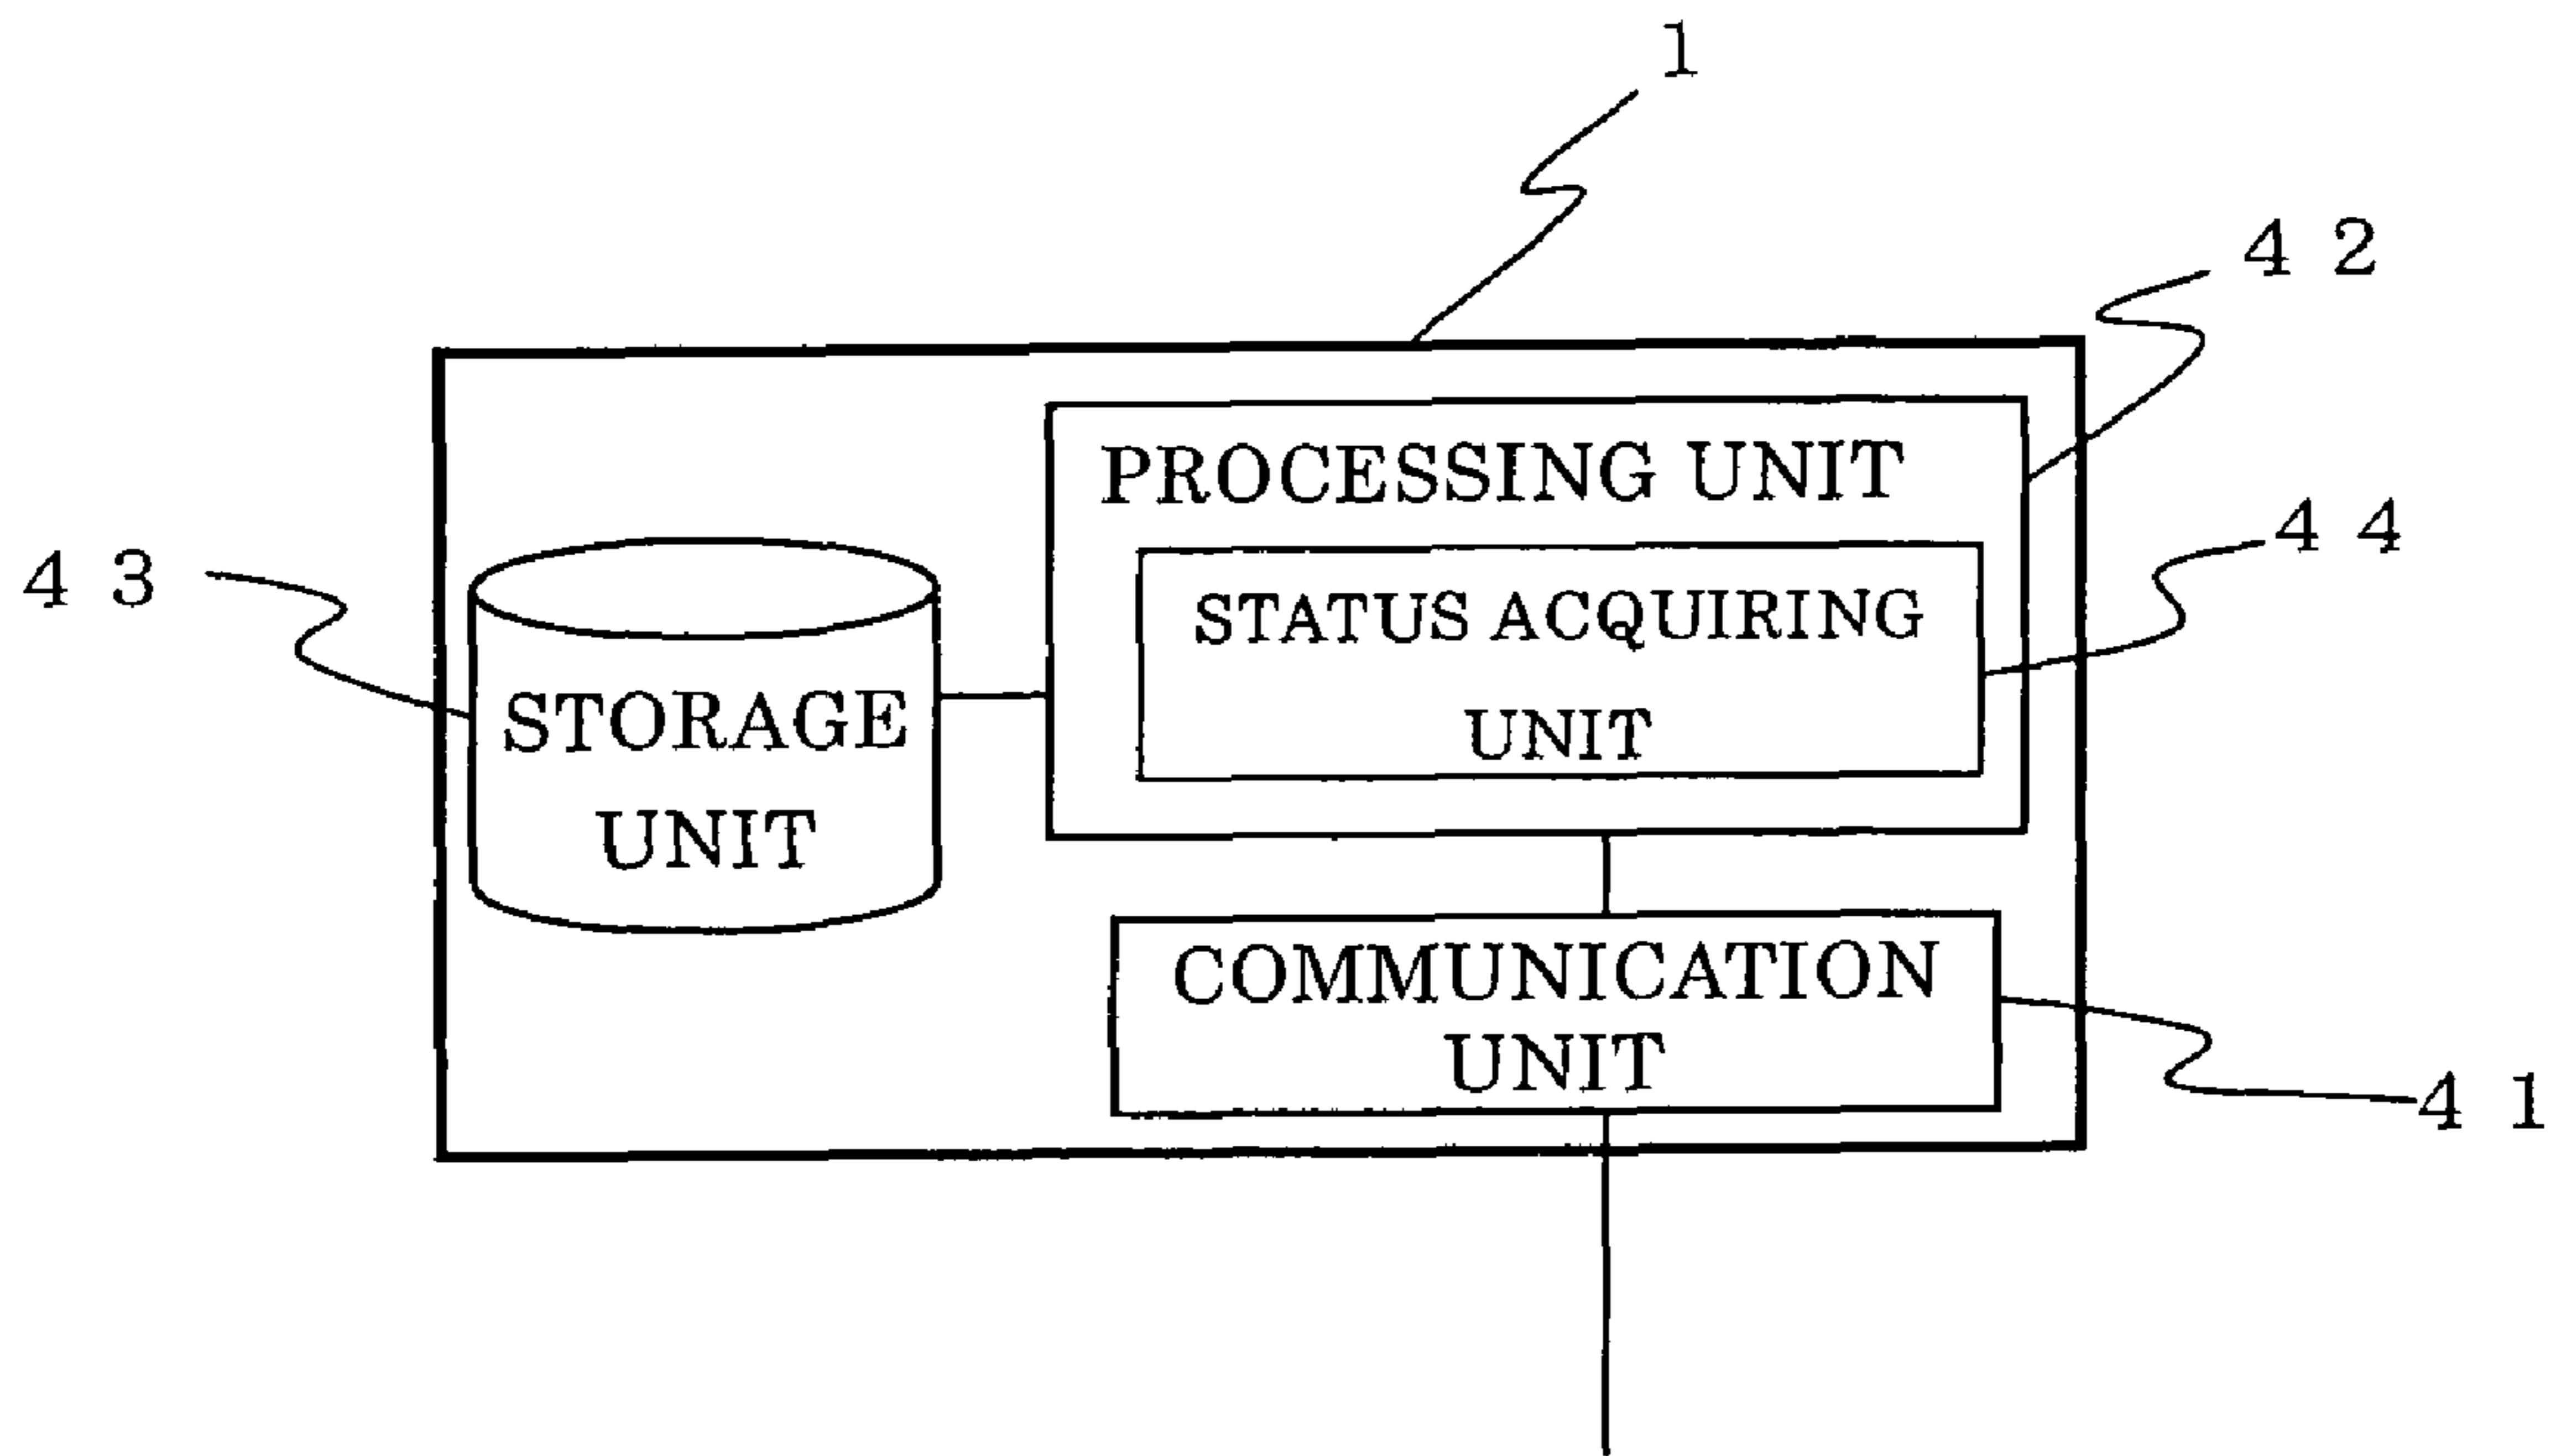 1
4 2
PROCESSING UNIT
4 4
4 3
STATUS ACQUIRING
UNIT
STORAGE
UNIT
COMMUNICATION
UNIT
4 1